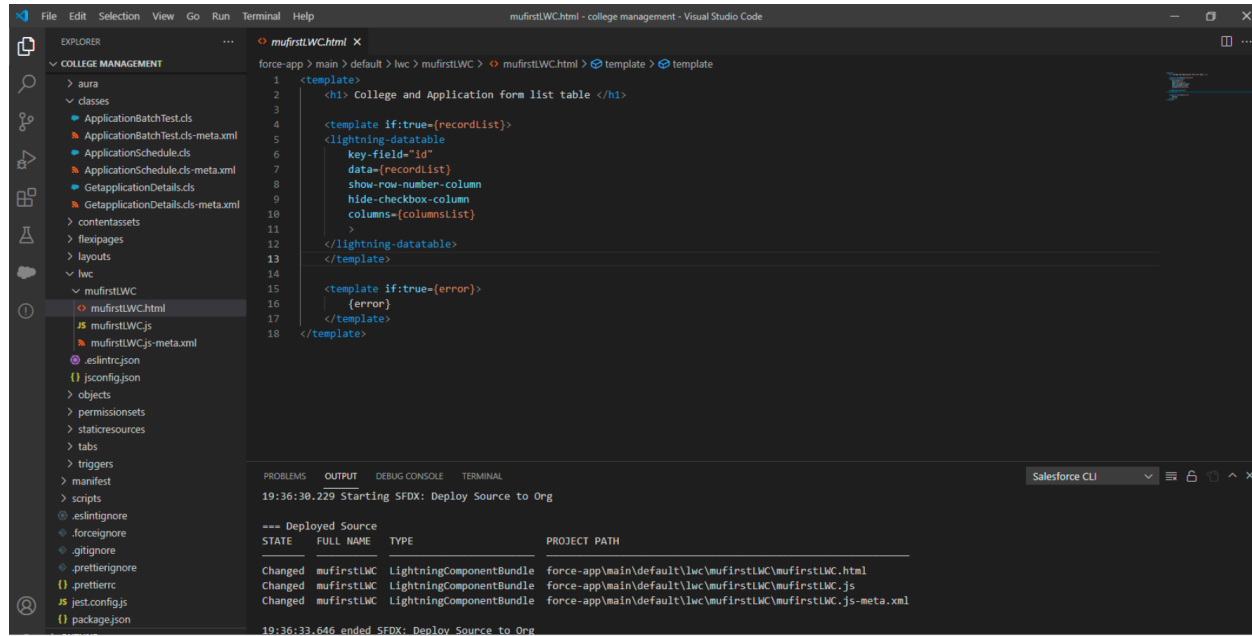 File Edit Selection View Go Run Terminal Help
mufirstLWC.html - college management - Visual Studio Code
EXPLORER
COLLEGE MANAGEMENT
aura
classes
ApplicationBatchTest.cls
ApplicationBatchTest.cls-meta.xml
ApplicationSchedule.cls
ApplicationSchedule.cls-meta.xml
GetapplicationDetails.cls
GetapplicationDetails.cls-meta.xml
contentassets
flexipages
layouts
lwc
mufirstLWC
mufirstLWC.html
JS mufirstLWC.js
mufirstLWC.js-meta.xml
.eslintrc.json
{} jsconfig.json
objects
permissionsets
staticresources
tabs
triggers
manifest
scripts
.eslintignore
.forceignore
.gitignore
.prettierignore
{} .prettierrc
JS jest.config.js
{} package.json
mufirstLWC.html
force-app > main > default > lwc > mufirstLWC > mufirstLWC.html > template > template
1 <template>
2 <h1> College and Application form list table </h1>
3
4 <template if:true={recordList}>
5 <lightning-datatable
6 key-field="id"
7 data={recordList}
8 show-row-number-column
9 hide-checkbox-column
10 columns={columnsList}
11 >
12 </lightning-datatable>
13 </template>
14
15 <template if:true={error}>
16 {error}
17 </template>
18 </template>
PROBLEMS OUTPUT DEBUG CONSOLE TERMINAL
Salesforce CLI
19:36:30.229 Starting SFDX: Deploy Source to Org
=== Deployed Source
STATE FULL NAME TYPE PROJECT PATH
Changed mufirstLWC LightningComponentBundle force-app\main\default\lwc\mufirstLWC\mufirstLWC.html
Changed mufirstLWC LightningComponentBundle force-app\main\default\lwc\mufirstLWC\mufirstLWC.js
Changed mufirstLWC LightningComponentBundle force-app\main\default\lwc\mufirstLWC\mufirstLWC.js-meta.xml
19:36:33.646 ended SFDX: Deploy Source to Org